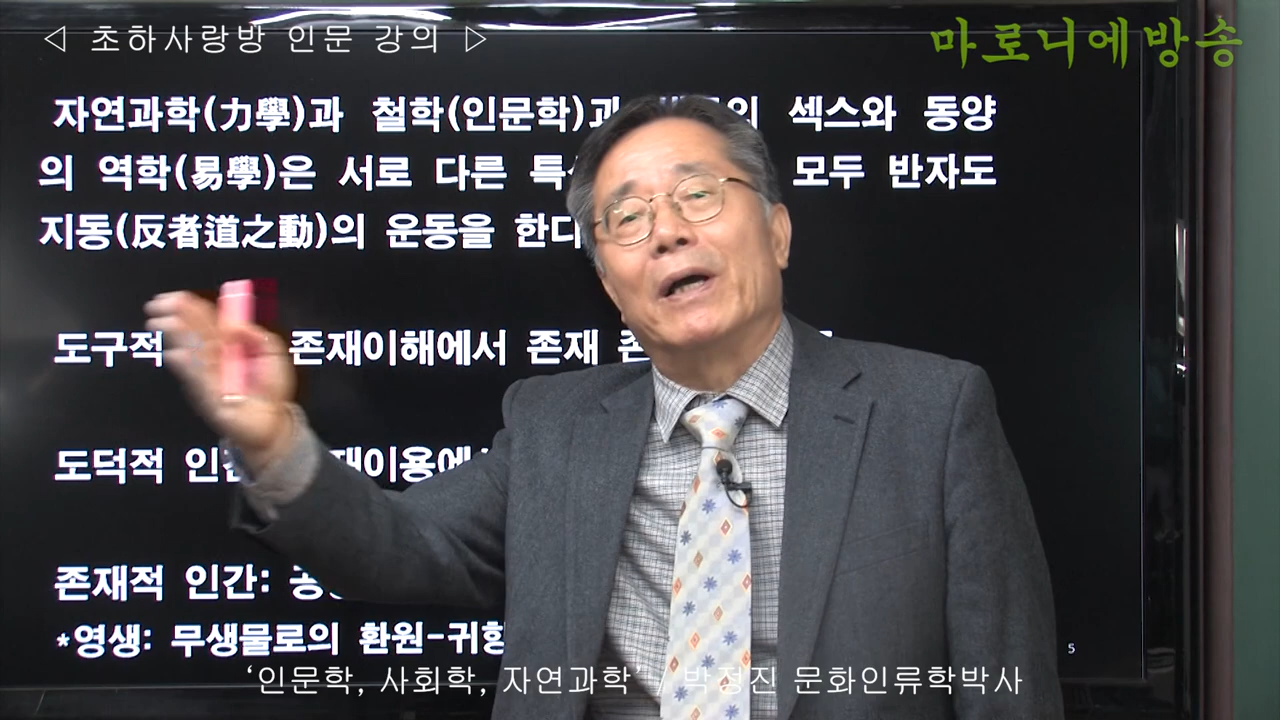 ◁ 초하사랑방 인문 강의 ▷
마로니에방송
자연과학(力學)과 철학(인문학)과 섹스와 동양
의 역학(易學)은 서로 다른 모두 반자도
지동(反者道之動)의 운동을 한다
도구적 존재이해에서 존재
도덕적
존재적 인간:
*영생: 무생물로의 환원-귀향
5
‘인문학, 사회학, 자연과학’ / 박정진 문화인류학박사